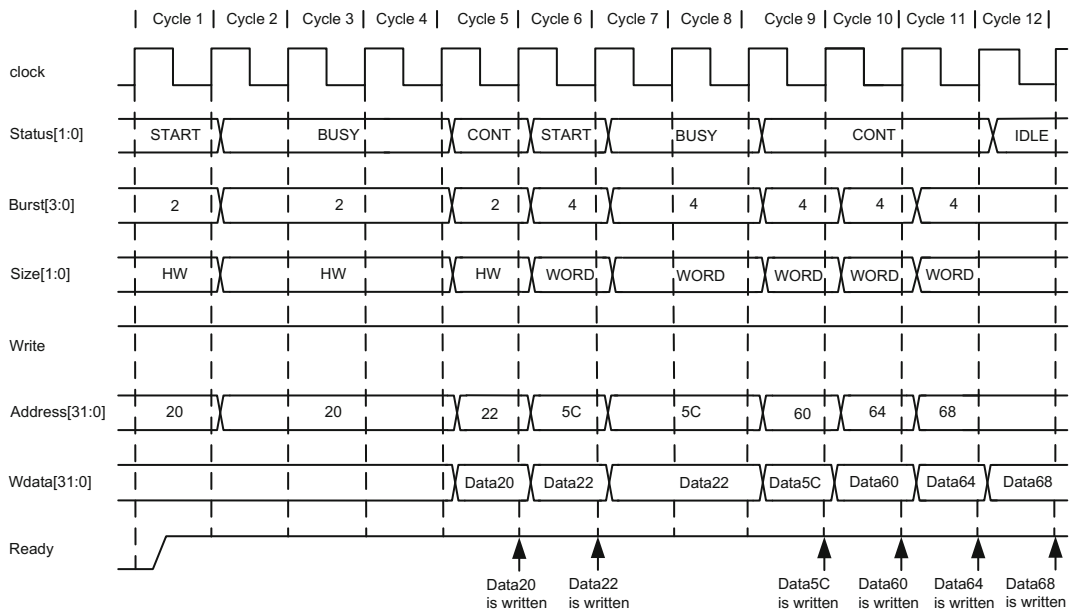 Cycle 1 Cycle 2 Cycle 3 Cycle 4 Cycle 5 Cycle 6 Cycle 7 Cycle 8 Cycle 9 Cycle 10 Cycle 11 Cycle 12
clock
Status[1:0] START BUSY CONT START BUSY CONT IDLE
Burst[3:0] 2 2 2 4 4 4 4 4
Size[1:0] HW HW HW WORD WORD WORD WORD WORD
Write
Address[31:0] 20 20 22 5C 5C 60 64 68
Wdata[31:0] Data20 Data22 Data22 Data5C Data60 Data64 Data68
Ready
Data20 Data22 Data5C Data60 Data64 Data68
is written is written is written is written is written is written